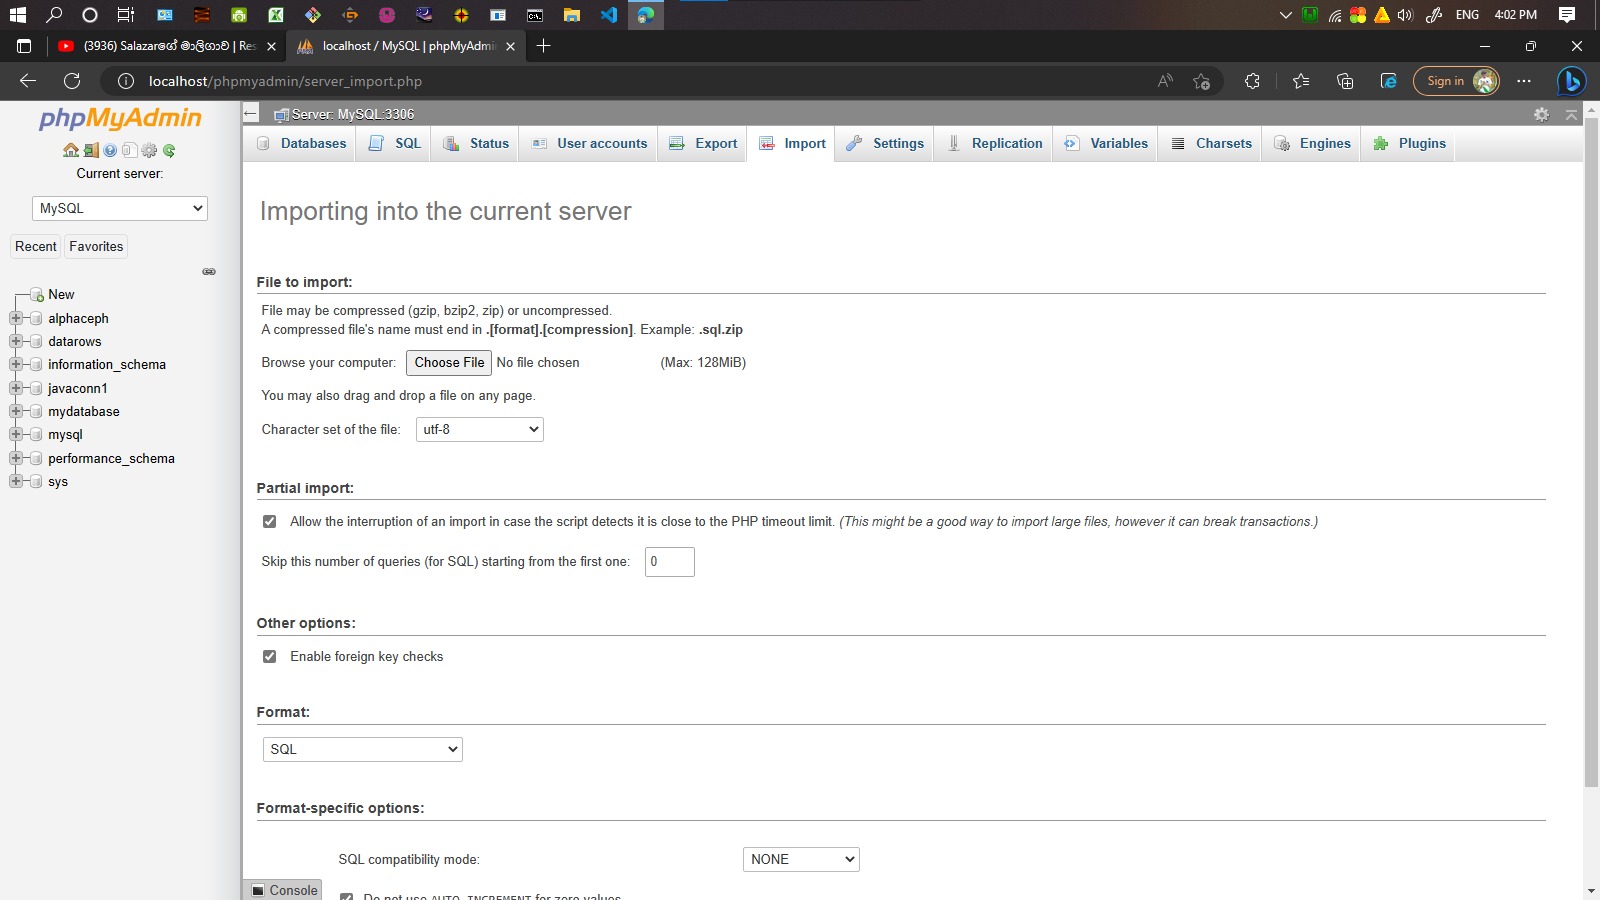 ENG 4:02 PM
(3936) Salazarගේ මාලිගාව | Res
localhost / MySQL | phpMyAdmi
localhost/phpmyadmin/server_import.php
Sign in
phpMyAdmin
Current server:
MySQL
Recent Favorites
New
alphaceph
datarows
information_schema
javaconn1
mydatabase
mysql
performance_schema
sys
Server: MySQL:3306
Databases SQL Status User accounts Export Import Settings Replication Variables Charsets Engines Plugins
Importing into the current server
File to import:
File may be compressed (gzip, bzip2, zip) or uncompressed.
A compressed file's name must end in .[format].[compression]. Example: .sql.zip
Browse your computer: Choose File No file chosen (Max: 128MiB)
You may also drag and drop a file on any page.
Character set of the file: utf-8
Partial import:
Allow the interruption of an import in case the script detects it is close to the PHP timeout limit. (This might be a good way to import large files, however it can break transactions.)
Skip this number of queries (for SQL) starting from the first one: 0
Other options:
Enable foreign key checks
Format:
SQL
Format-specific options:
SQL compatibility mode: NONE
Console
Do not use AUTO_INCREMENT for zero values